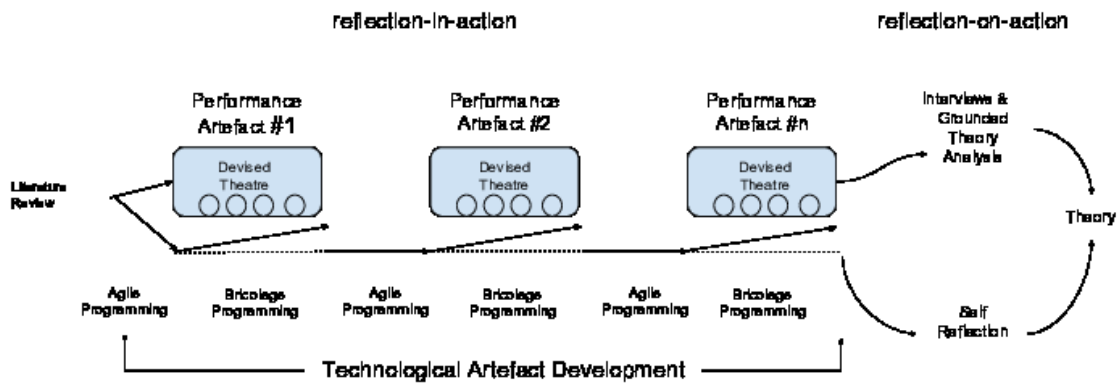 reflection-in-action
reflection-on-action
Performance
Artefact #1
Performance
Artefact #2
Performance
Artefact #n
Interviews &
Grounded
Theory
Analysis
Devised
Theatre
Devised
Theatre
Devised
Theatre
Literature
Review
Theory
Agile
Programming
Bricolage
Programming
Agile
Programming
Bricolage
Programming
Agile
Programming
Bricolage
Programming
Self
Reflection
Technological Artefact Development